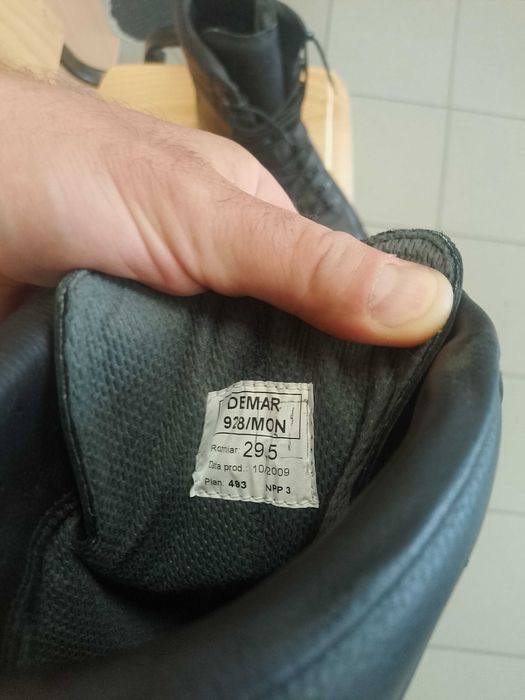 DEMAR
928/MON
Rozmiar 29.5
Data prod.: 10/2009
Plan: 493 NPP 3